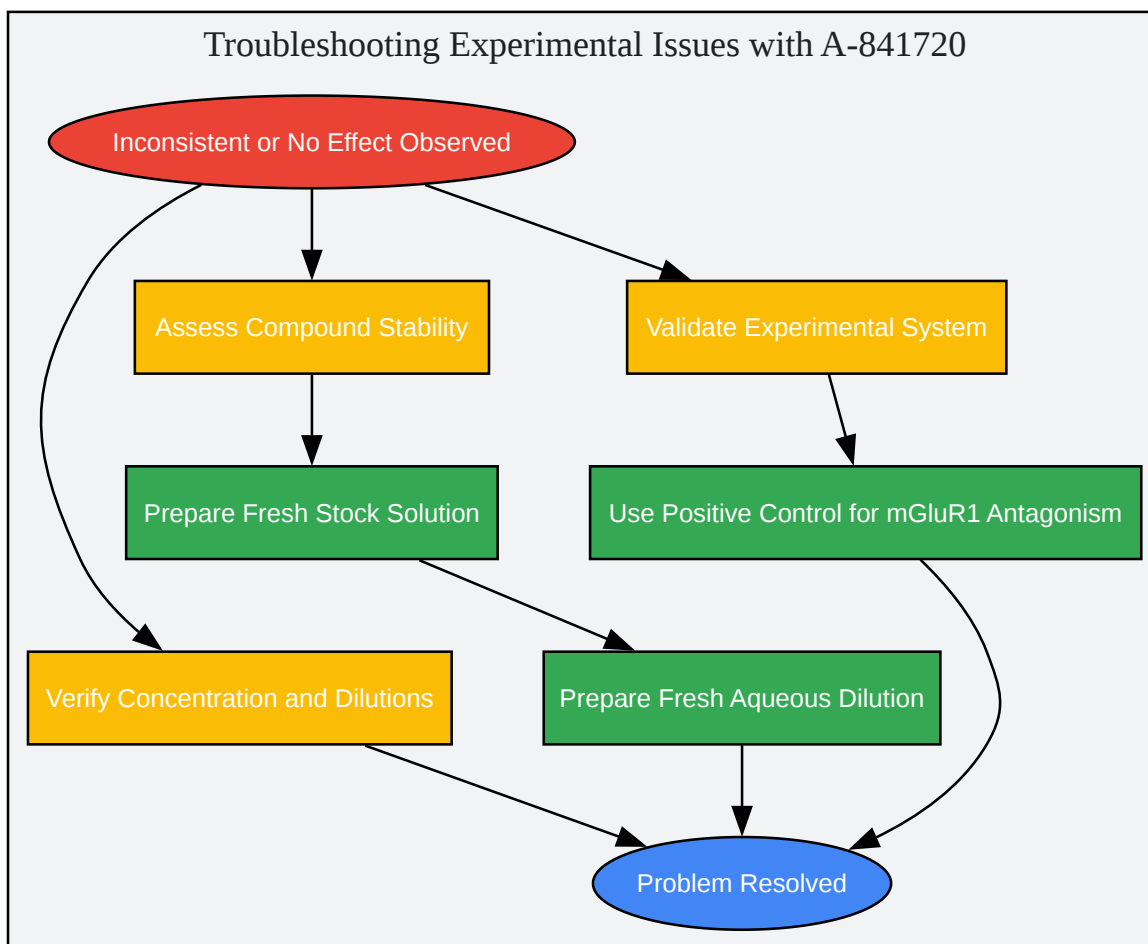 Troubleshooting Experimental Issues with A-841720
Inconsistent or No Effect Observed
Assess Compound Stability
Validate Experimental System
Prepare Fresh Stock Solution
Use Positive Control for mGluR1 Antagonism
Verify Concentration and Dilutions
Prepare Fresh Aqueous Dilution
Problem Resolved